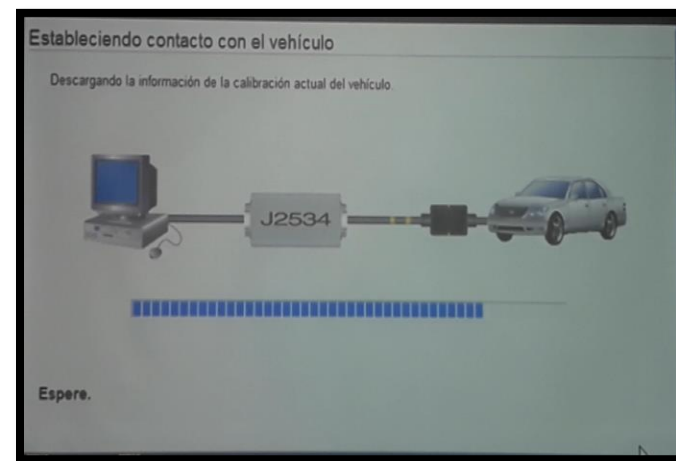 Estableciendo contacto con el vehículo
Descargando la información de la calibración actual del vehículo.
J2534
Espere.